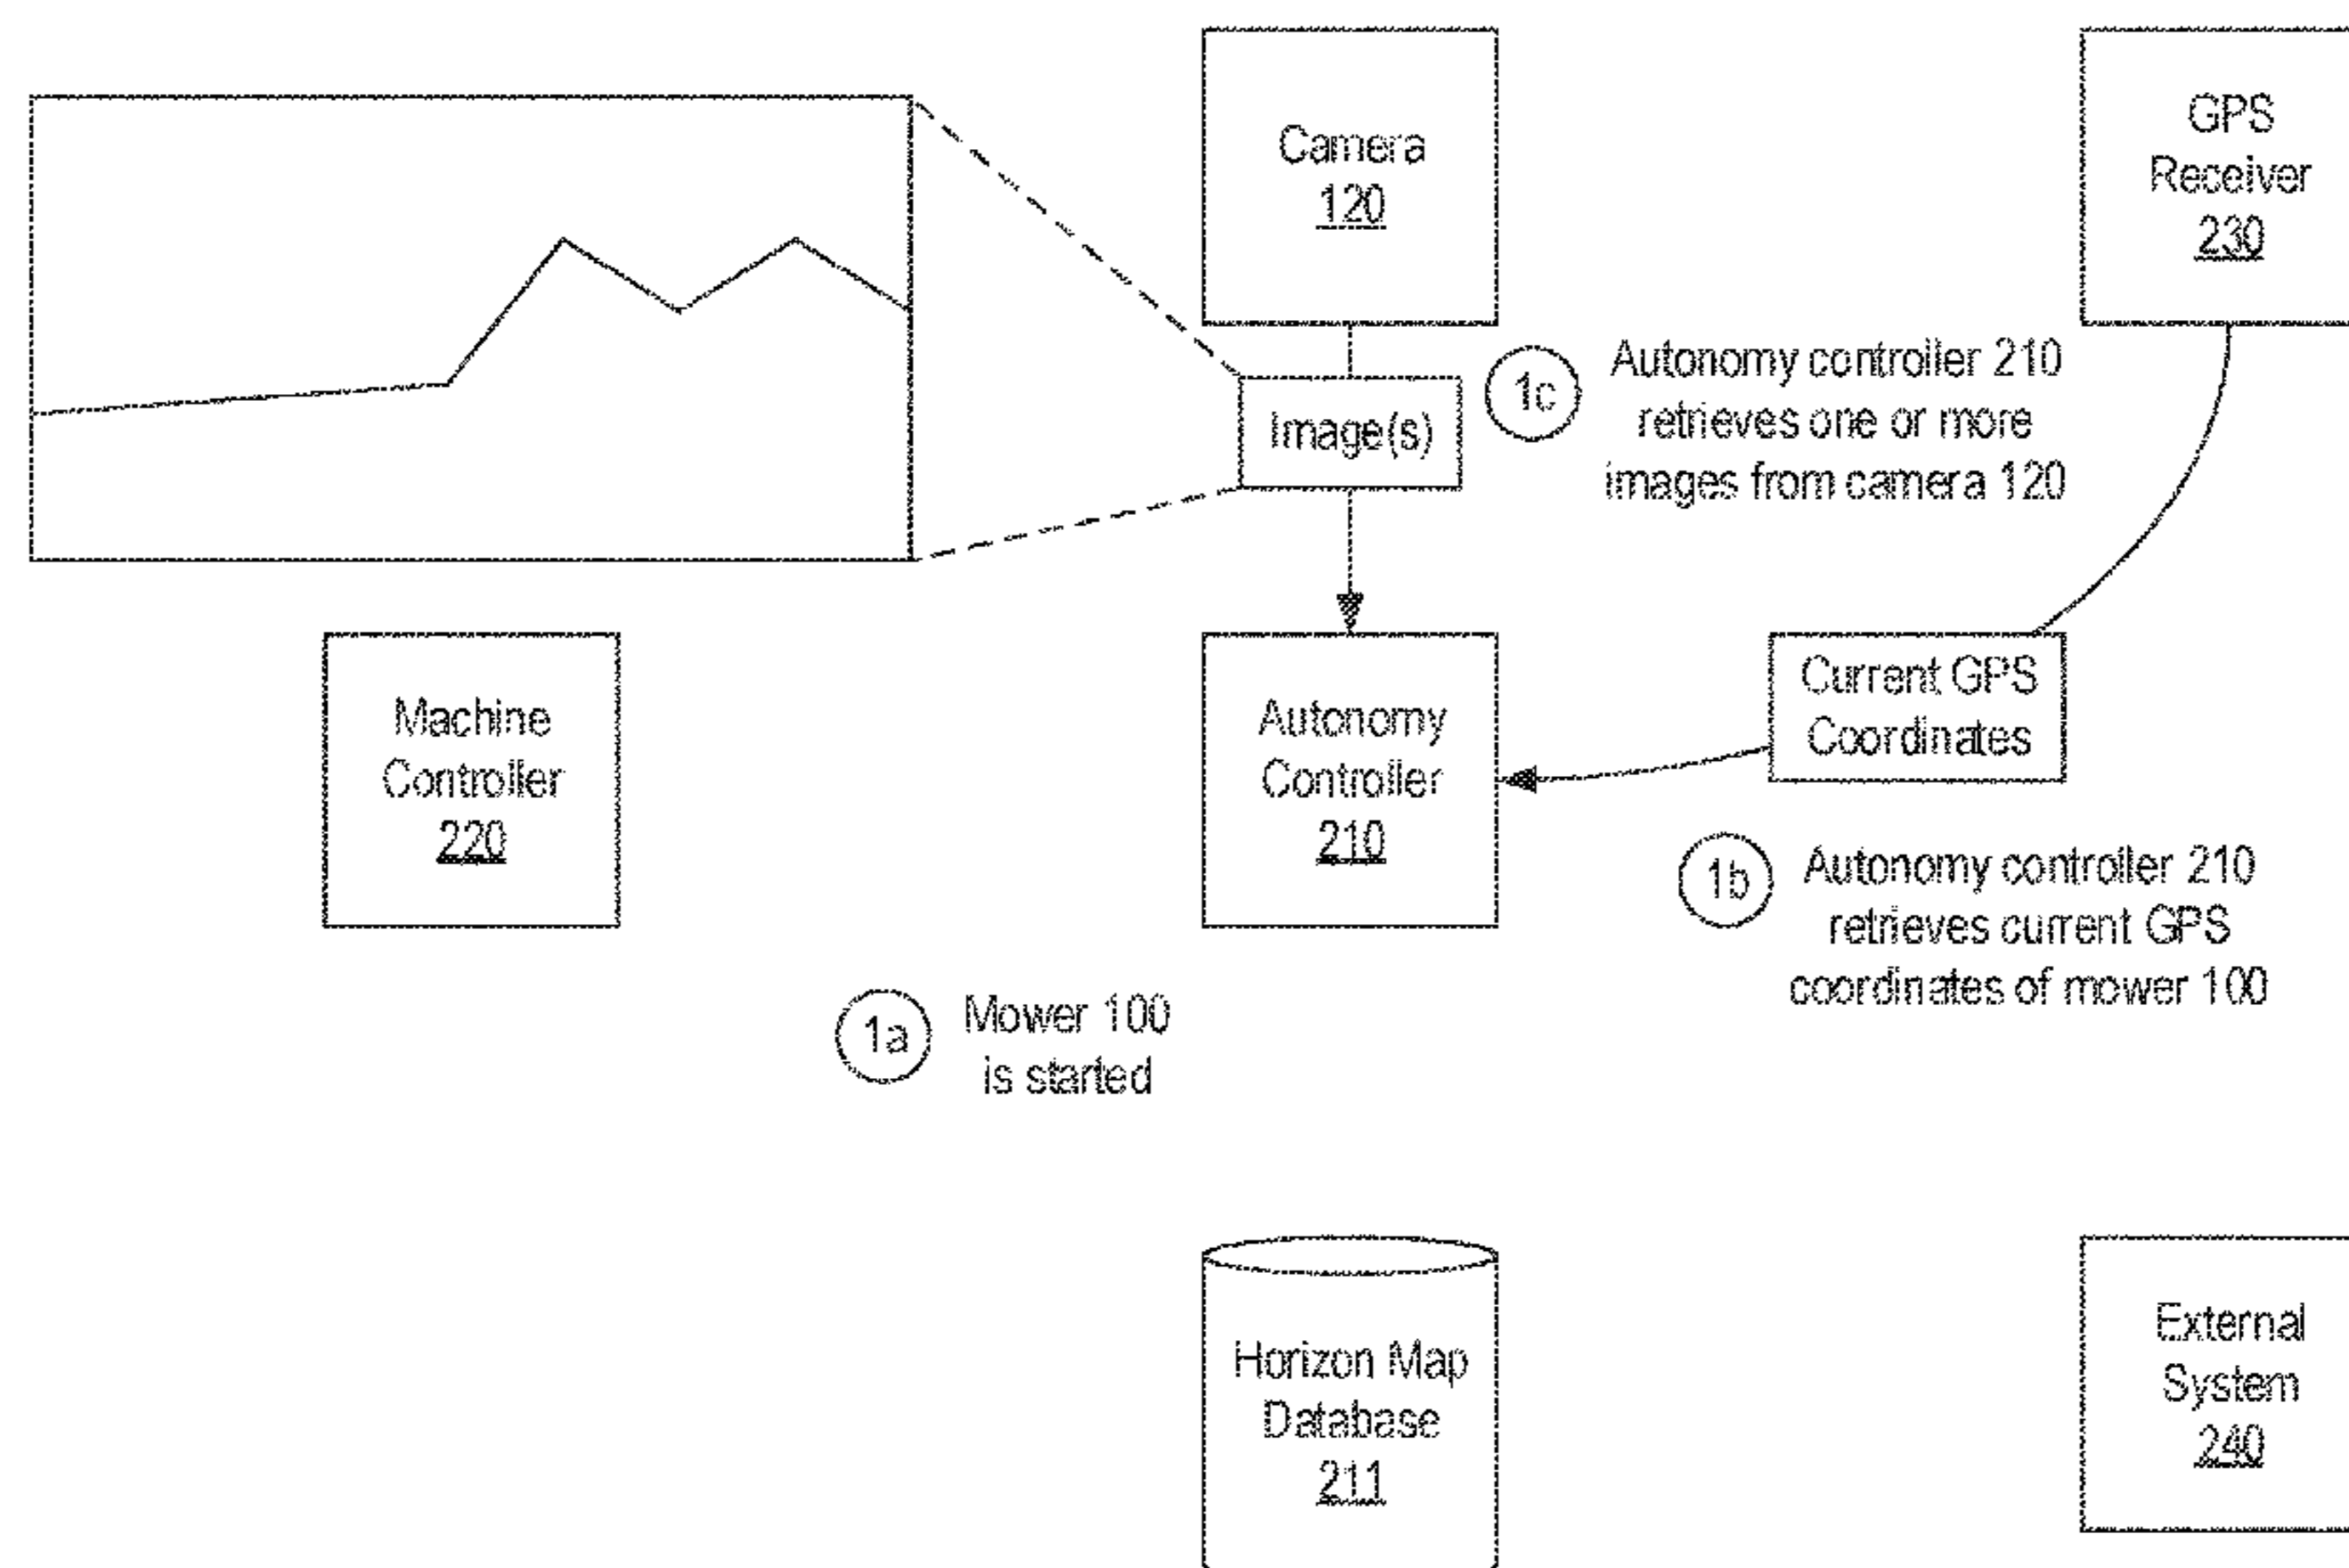 Camera
120
GPS
Receiver
230
Image(s)
1c
Autonomy controller 210
retrieves one or more
images from camera 120
Machine
Controller
220
Autonomy
Controller
210
Current GPS
Coordinates
1b
Autonomy controller 210
retrieves current GPS
coordinates of mower 100
1a
Mower 100
is started
Horizon Map
Database
211
External
System
240